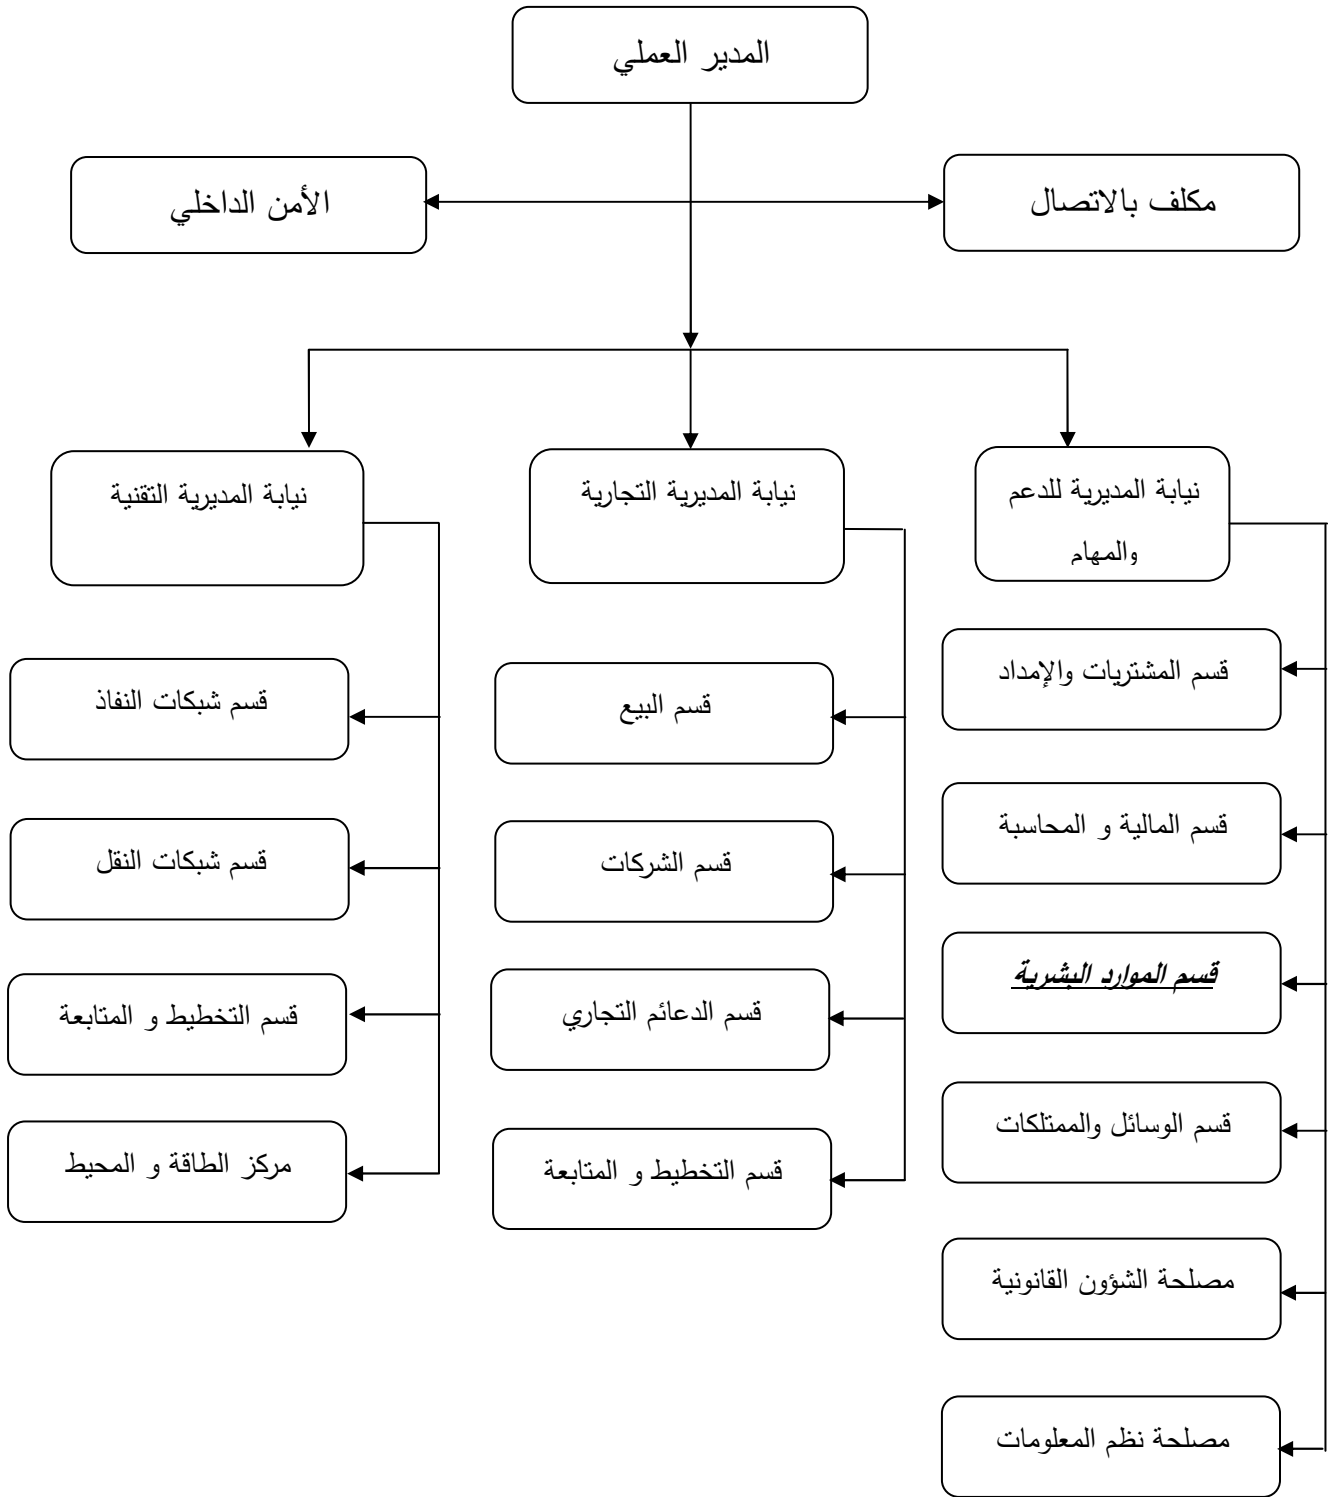 المدير العملي
مكلف بالاتصال
الأمن الداخلي
نيابة المديرية للدعم
والمهام
نيابة المديرية التجارية
نيابة المديرية التقنية
قسم المشتريات والإمداد
قسم المالية و المحاسبة
قسم الموارد البشرية
قسم الوسائل والممتلكات
مصلحة الشؤون القانونية
مصلحة نظم المعلومات
قسم البيع
قسم الشركات
قسم الدعائم التجاري
قسم التخطيط و المتابعة
قسم شبكات النفاذ
قسم شبكات النقل
قسم التخطيط و المتابعة
مركز الطاقة و المحيط